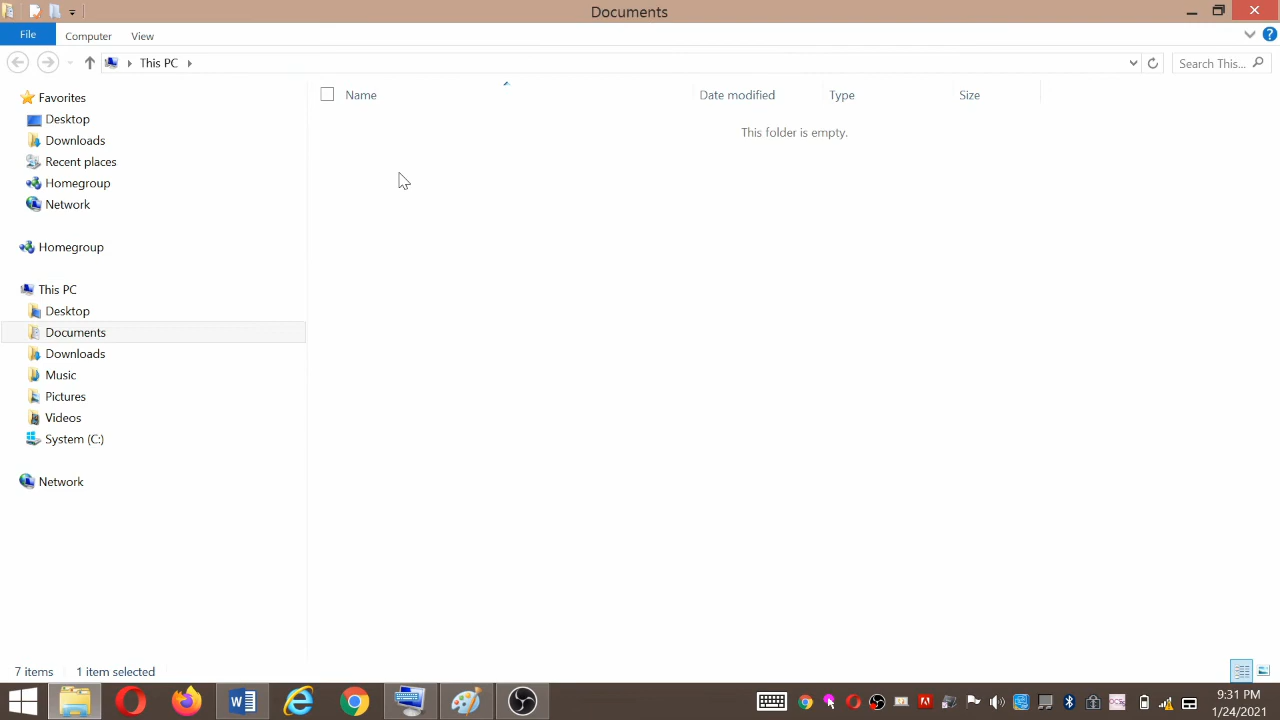 Documents
File
Computer
View
This PC
Search This...
Favorites
Desktop
Downloads
Recent places
Homegroup
Network
Homegroup
This PC
Desktop
Documents
Downloads
Music
Pictures
Videos
System (C:)
Network
Name
Date modified
Type
Size
This folder is empty.
7 items
1 item selected
9:31 PM
1/24/2021